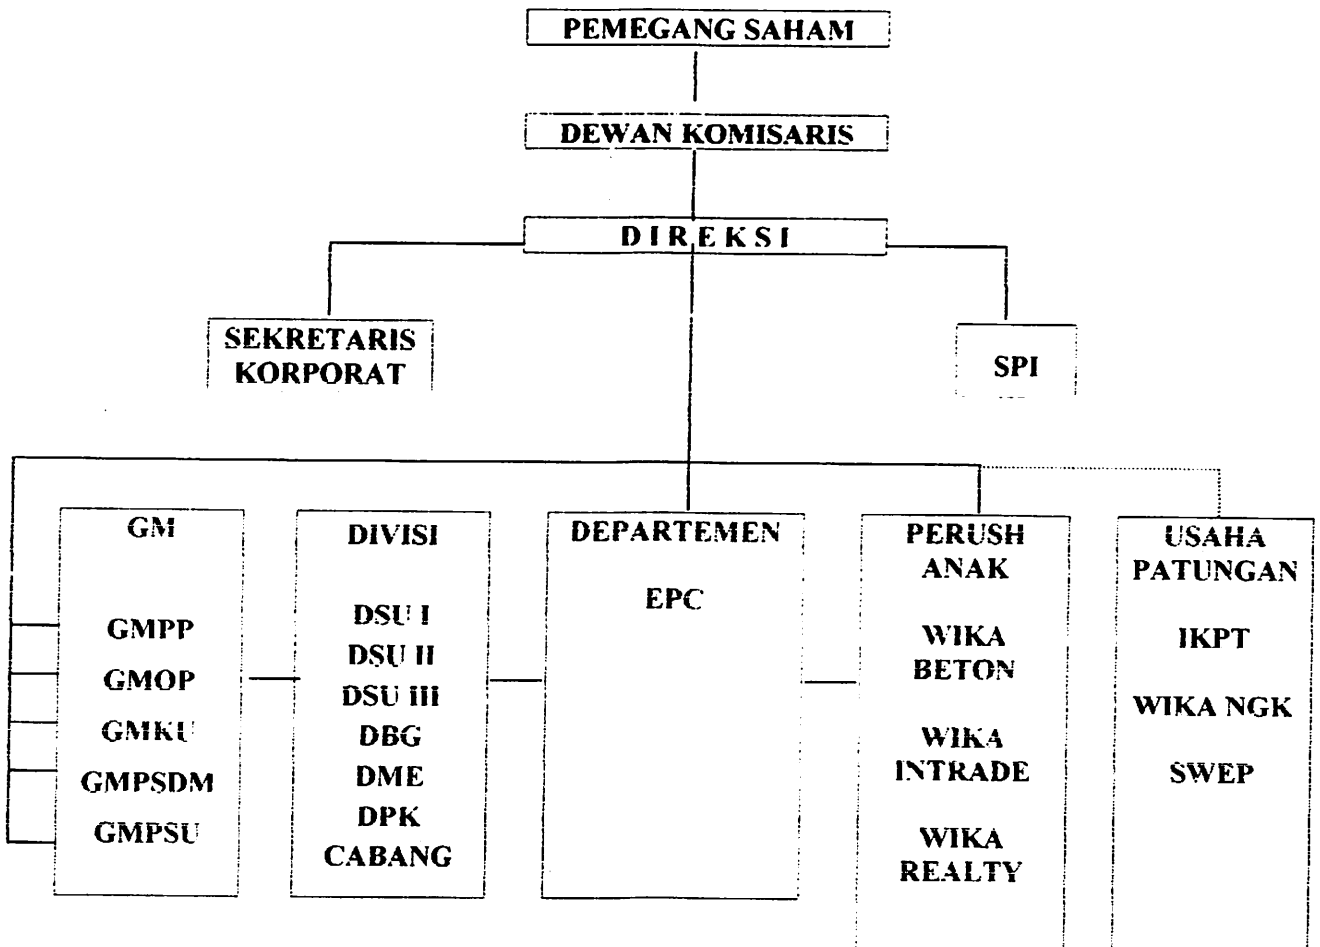 PEMEGANG SAHAM
DEWAN KOMISARIS
D I R E K S I
SEKRETARIS
KORPORAT
SPI
GM
GMPP
GMOP
GMKU
GMPSDM
GMPSU
DIVISI
DSU I
DSU II
DSU III
DBG
DME
DPK
CABANG
DEPARTEMEN
EPC
PERUSH
ANAK
WIKA
BETON
WIKA
INTRADE
WIKA
REALTY
USAHA
PATUNGAN
IKPT
WIKA NGK
SWEP